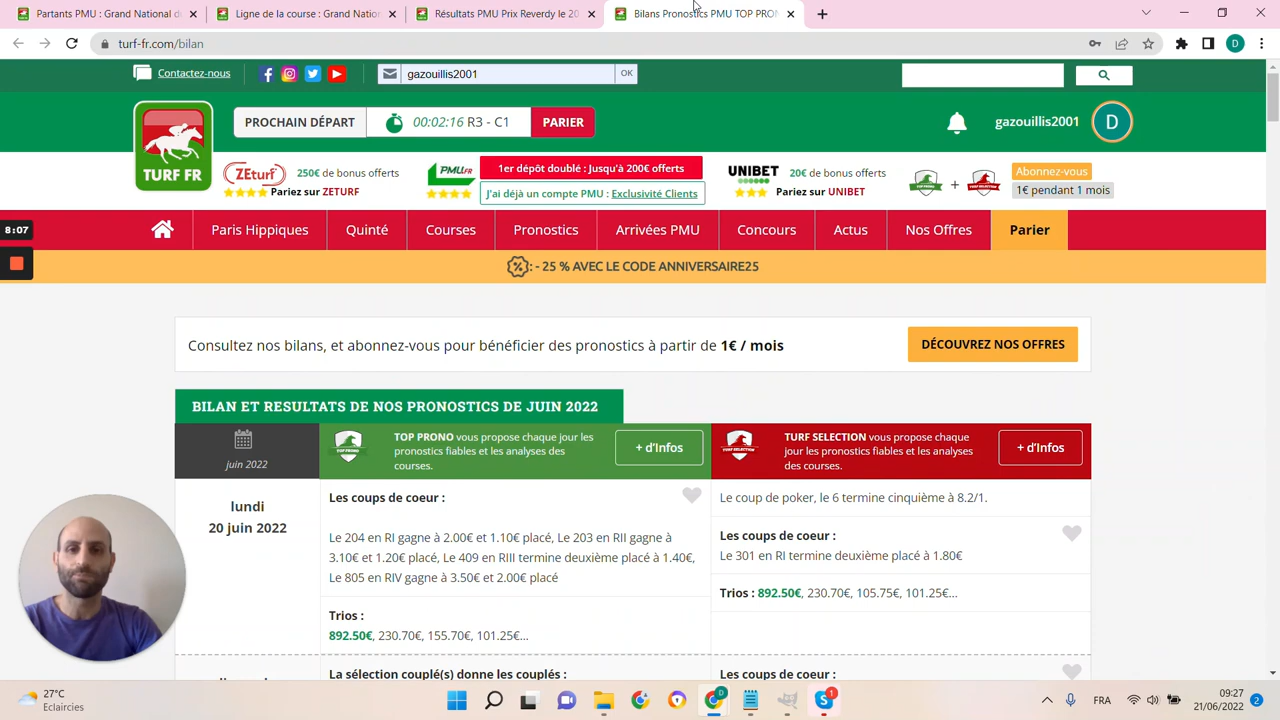 Partants PMU : Grand National d
Ligne de la course : Grand Nation
Résultats PMU Prix Reverdy le 20
Bilans Pronostics PMU TOP PRON
turf-fr.com/bilan
Contactez-nous
gazouillis2001
OK
TURF FR
PROCHAIN DÉPART
00:02:16 R3 - C1
PARIER
gazouillis2001
D
ZEturf
250€ de bonus offerts
Pariez sur ZETURF
PMU.FR
1er dépôt doublé : Jusqu'à 200€ offerts
J'ai déjà un compte PMU : Exclusivité Clients
UNIBET
20€ de bonus offerts
Pariez sur UNIBET
+
Abonnez-vous
1€ pendant 1 mois
8:07
Paris Hippiques
Quinté
Courses
Pronostics
Arrivées PMU
Concours
Actus
Nos Offres
Parier
: - 25 % AVEC LE CODE ANNIVERSAIRE25
Consultez nos bilans, et abonnez-vous pour bénéficier des pronostics à partir de 1€ / mois
DÉCOUVREZ NOS OFFRES
BILAN ET RESULTATS DE NOS PRONOSTICS DE JUIN 2022
juin 2022
TOP PRONO
TOP PRONO vous propose chaque jour les
pronostics fiables et les analyses des
courses.
+ d'Infos
TURF SELECTION
TURF SELECTION vous propose chaque
jour les pronostics fiables et les analyses
des courses.
+ d'Infos
lundi
20 juin 2022
Les coups de coeur :
Le 204 en RI gagne à 2.00€ et 1.10€ placé, Le 203 en RII gagne à
3.10€ et 1.20€ placé, Le 409 en RIII termine deuxième placé à 1.40€,
Le 805 en RIV gagne à 3.50€ et 2.00€ placé
Trios :
892.50€, 230.70€, 155.70€, 101.25€...
Le coup de poker, le 6 termine cinquième à 8.2/1.
Les coups de coeur :
Le 301 en RI termine deuxième placé à 1.80€
Trios : 892.50€, 230.70€, 105.75€, 101.25€...
La sélection couplé(s) donne les couplés :
Les coups de coeur :
27°C
Éclaircies
FRA
09:27
21/06/2022